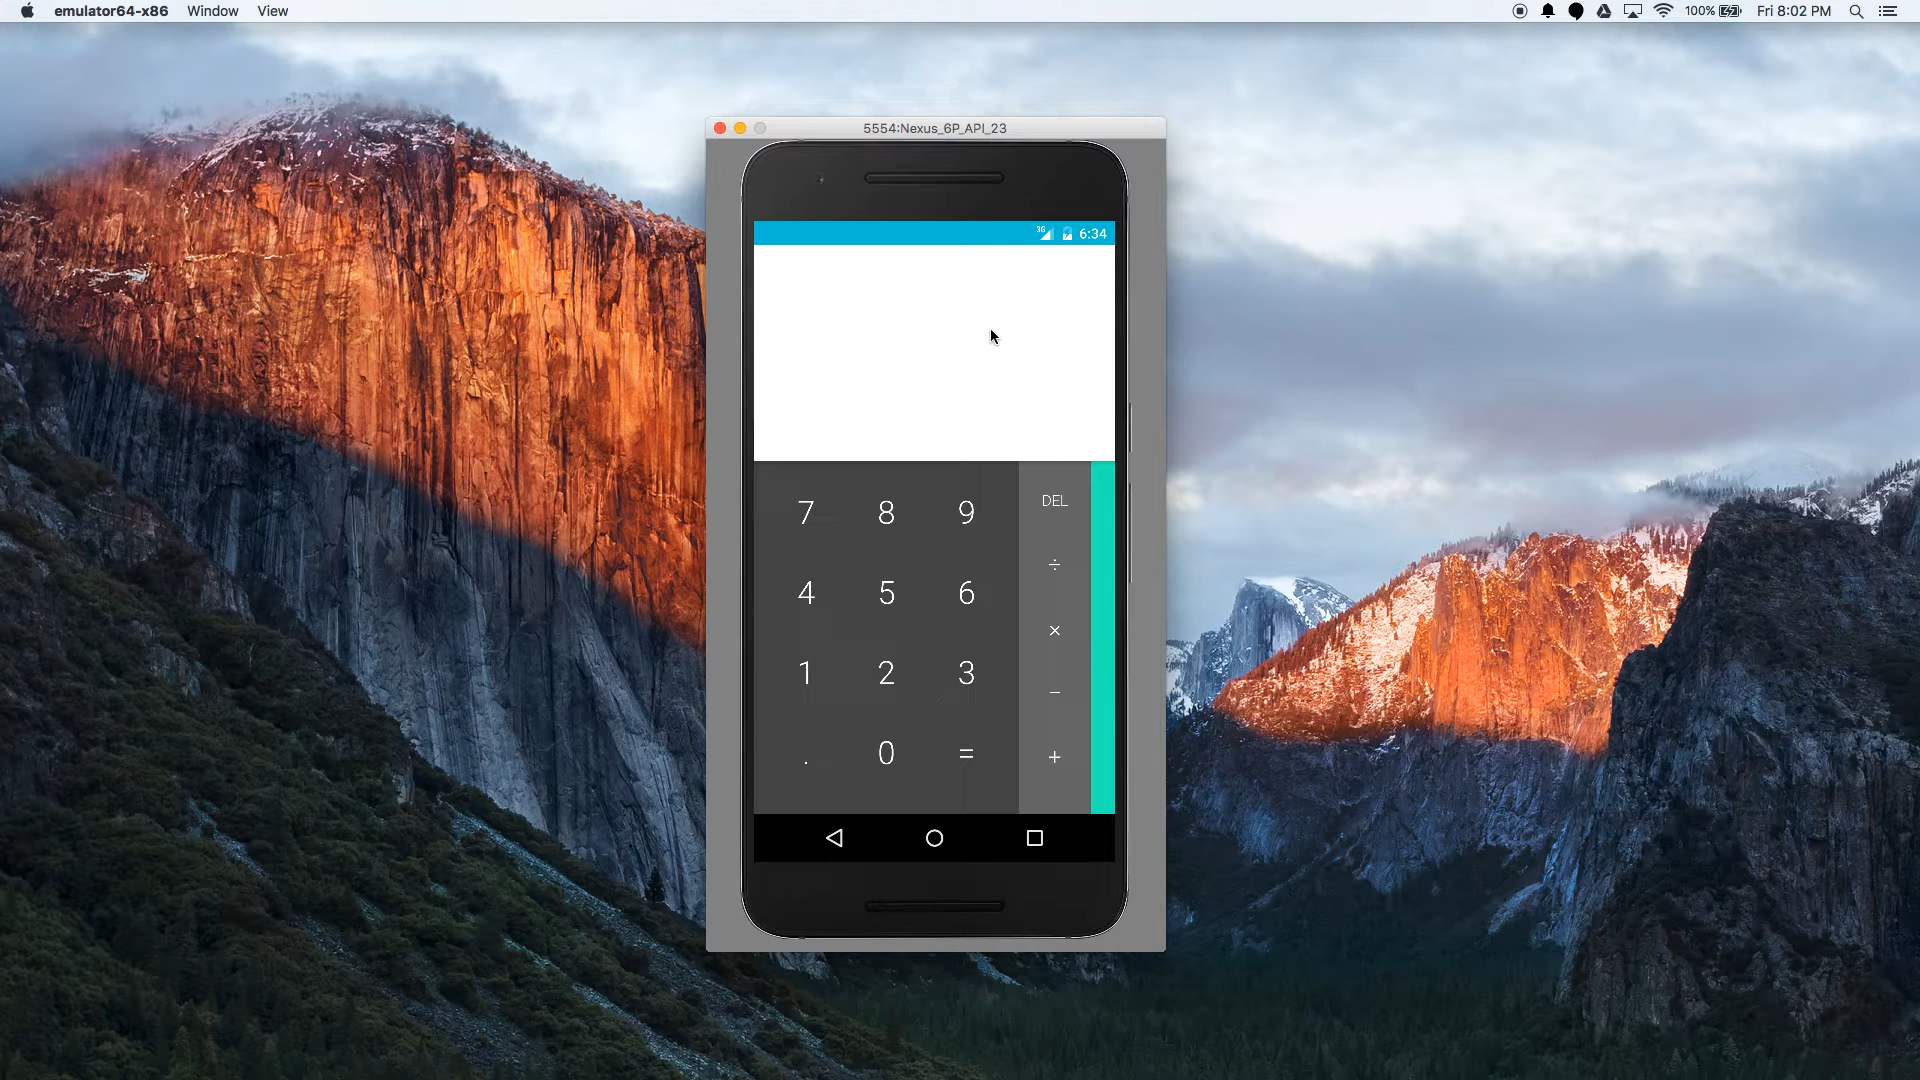 emulator64-x86 Window View 100% Fri 8:02 PM
5554:Nexus_6P_API_23
3G 6:34
7 8 9 DEL
÷
4 5 6
×
1 2 3
−
. 0 = +